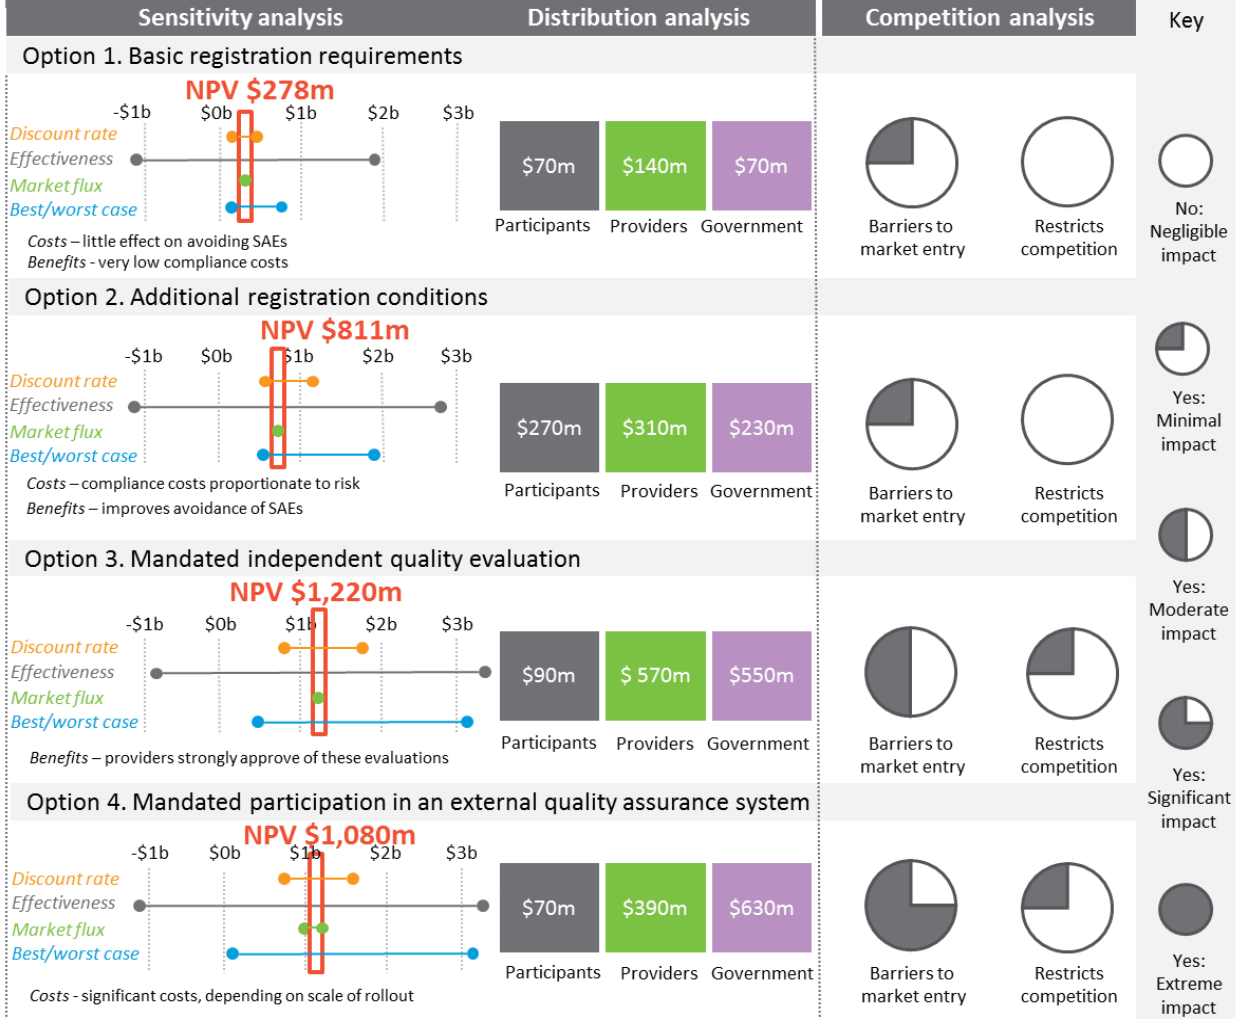 Sensitivity analysis
Distribution analysis
Competition analysis
Key
Option 1. Basic registration requirements
NPV $278m
-$1b $0b $1b $2b $3b
Discount rate
Effectiveness
Market flux
Best/worst case
Costs – little effect on avoiding SAEs
Benefits - very low compliance costs
$70m $140m $70m
Participants Providers Government
Barriers to
market entry
Restricts
competition
Option 2. Additional registration conditions
NPV $811m
-$1b $0b $1b $2b $3b
Discount rate
Effectiveness
Market flux
Best/worst case
Costs – compliance costs proportionate to risk
Benefits – improves avoidance of SAEs
$270m $310m $230m
Participants Providers Government
Barriers to
market entry
Restricts
competition
Option 3. Mandated independent quality evaluation
NPV $1,220m
-$1b $0b $1b $2b $3b
Discount rate
Effectiveness
Market flux
Best/worst case
Benefits – providers strongly approve of these evaluations
$90m $ 570m $550m
Participants Providers Government
Barriers to
market entry
Restricts
competition
Option 4. Mandated participation in an external quality assurance system
NPV $1,080m
-$1b $0b $1b $2b $3b
Discount rate
Effectiveness
Market flux
Best/worst case
Costs - significant costs, depending on scale of rollout
$70m $390m $630m
Participants Providers Government
Barriers to
market entry
Restricts
competition
No:
Negligible
impact
Yes:
Minimal
impact
Yes:
Moderate
impact
Yes:
Significant
impact
Yes:
Extreme
impact